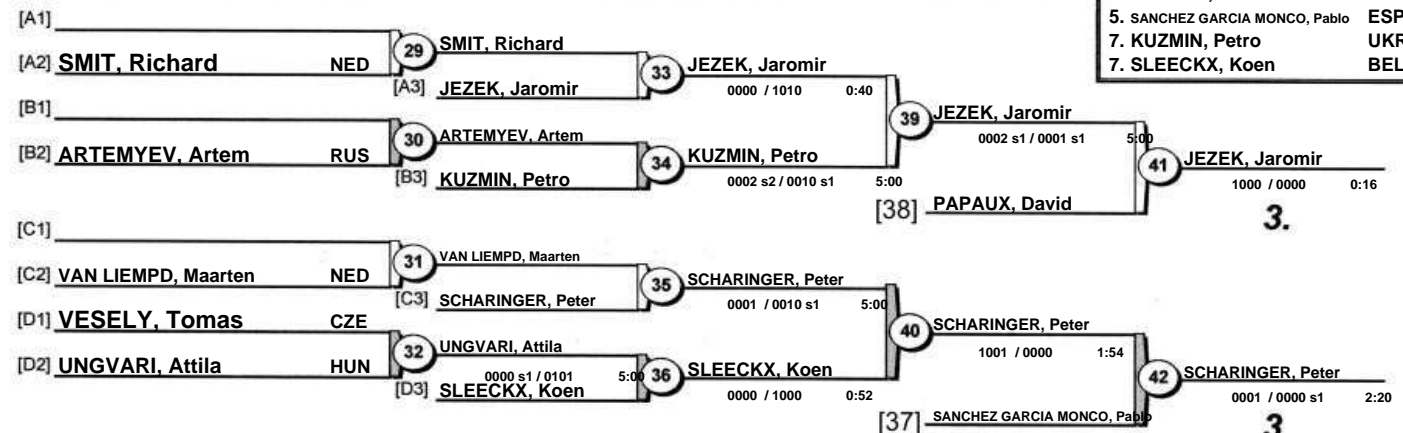 5. SANCHEZ GARCIA MONCO, Pablo ESP
7. KUZMIN, Petro UKR
7. SLEECKX, Koen BEL
[A1]
[A2] SMIT, Richard NED
29
SMIT, Richard
[A3] JEZEK, Jaromir
33
JEZEK, Jaromir
0000 / 1010 0:40
[B1]
[B2] ARTEMYEV, Artem RUS
30
ARTEMYEV, Artem
[B3] KUZMIN, Petro
34
KUZMIN, Petro
0002 s2 / 0010 s1 5:00
39
JEZEK, Jaromir
0002 s1 / 0001 s1 5:00
[38] PAPAUX, David
41
JEZEK, Jaromir
1000 / 0000 0:16
3.
[C1]
[C2] VAN LIEMPD, Maarten NED
31
VAN LIEMPD, Maarten
[C3] SCHARINGER, Peter
35
SCHARINGER, Peter
0001 / 0010 s1 5:00
[D1] VESELY, Tomas CZE
[D2] UNGVARI, Attila HUN
32
UNGVARI, Attila
0000 s1 / 0101 5:00
[D3] SLEECKX, Koen
36
SLEECKX, Koen
0000 / 1000 0:52
40
SCHARINGER, Peter
1001 / 0000 1:54
[37] SANCHEZ GARCIA MONCO, Pablo
42
SCHARINGER, Peter
0001 / 0000 s1 2:20
3